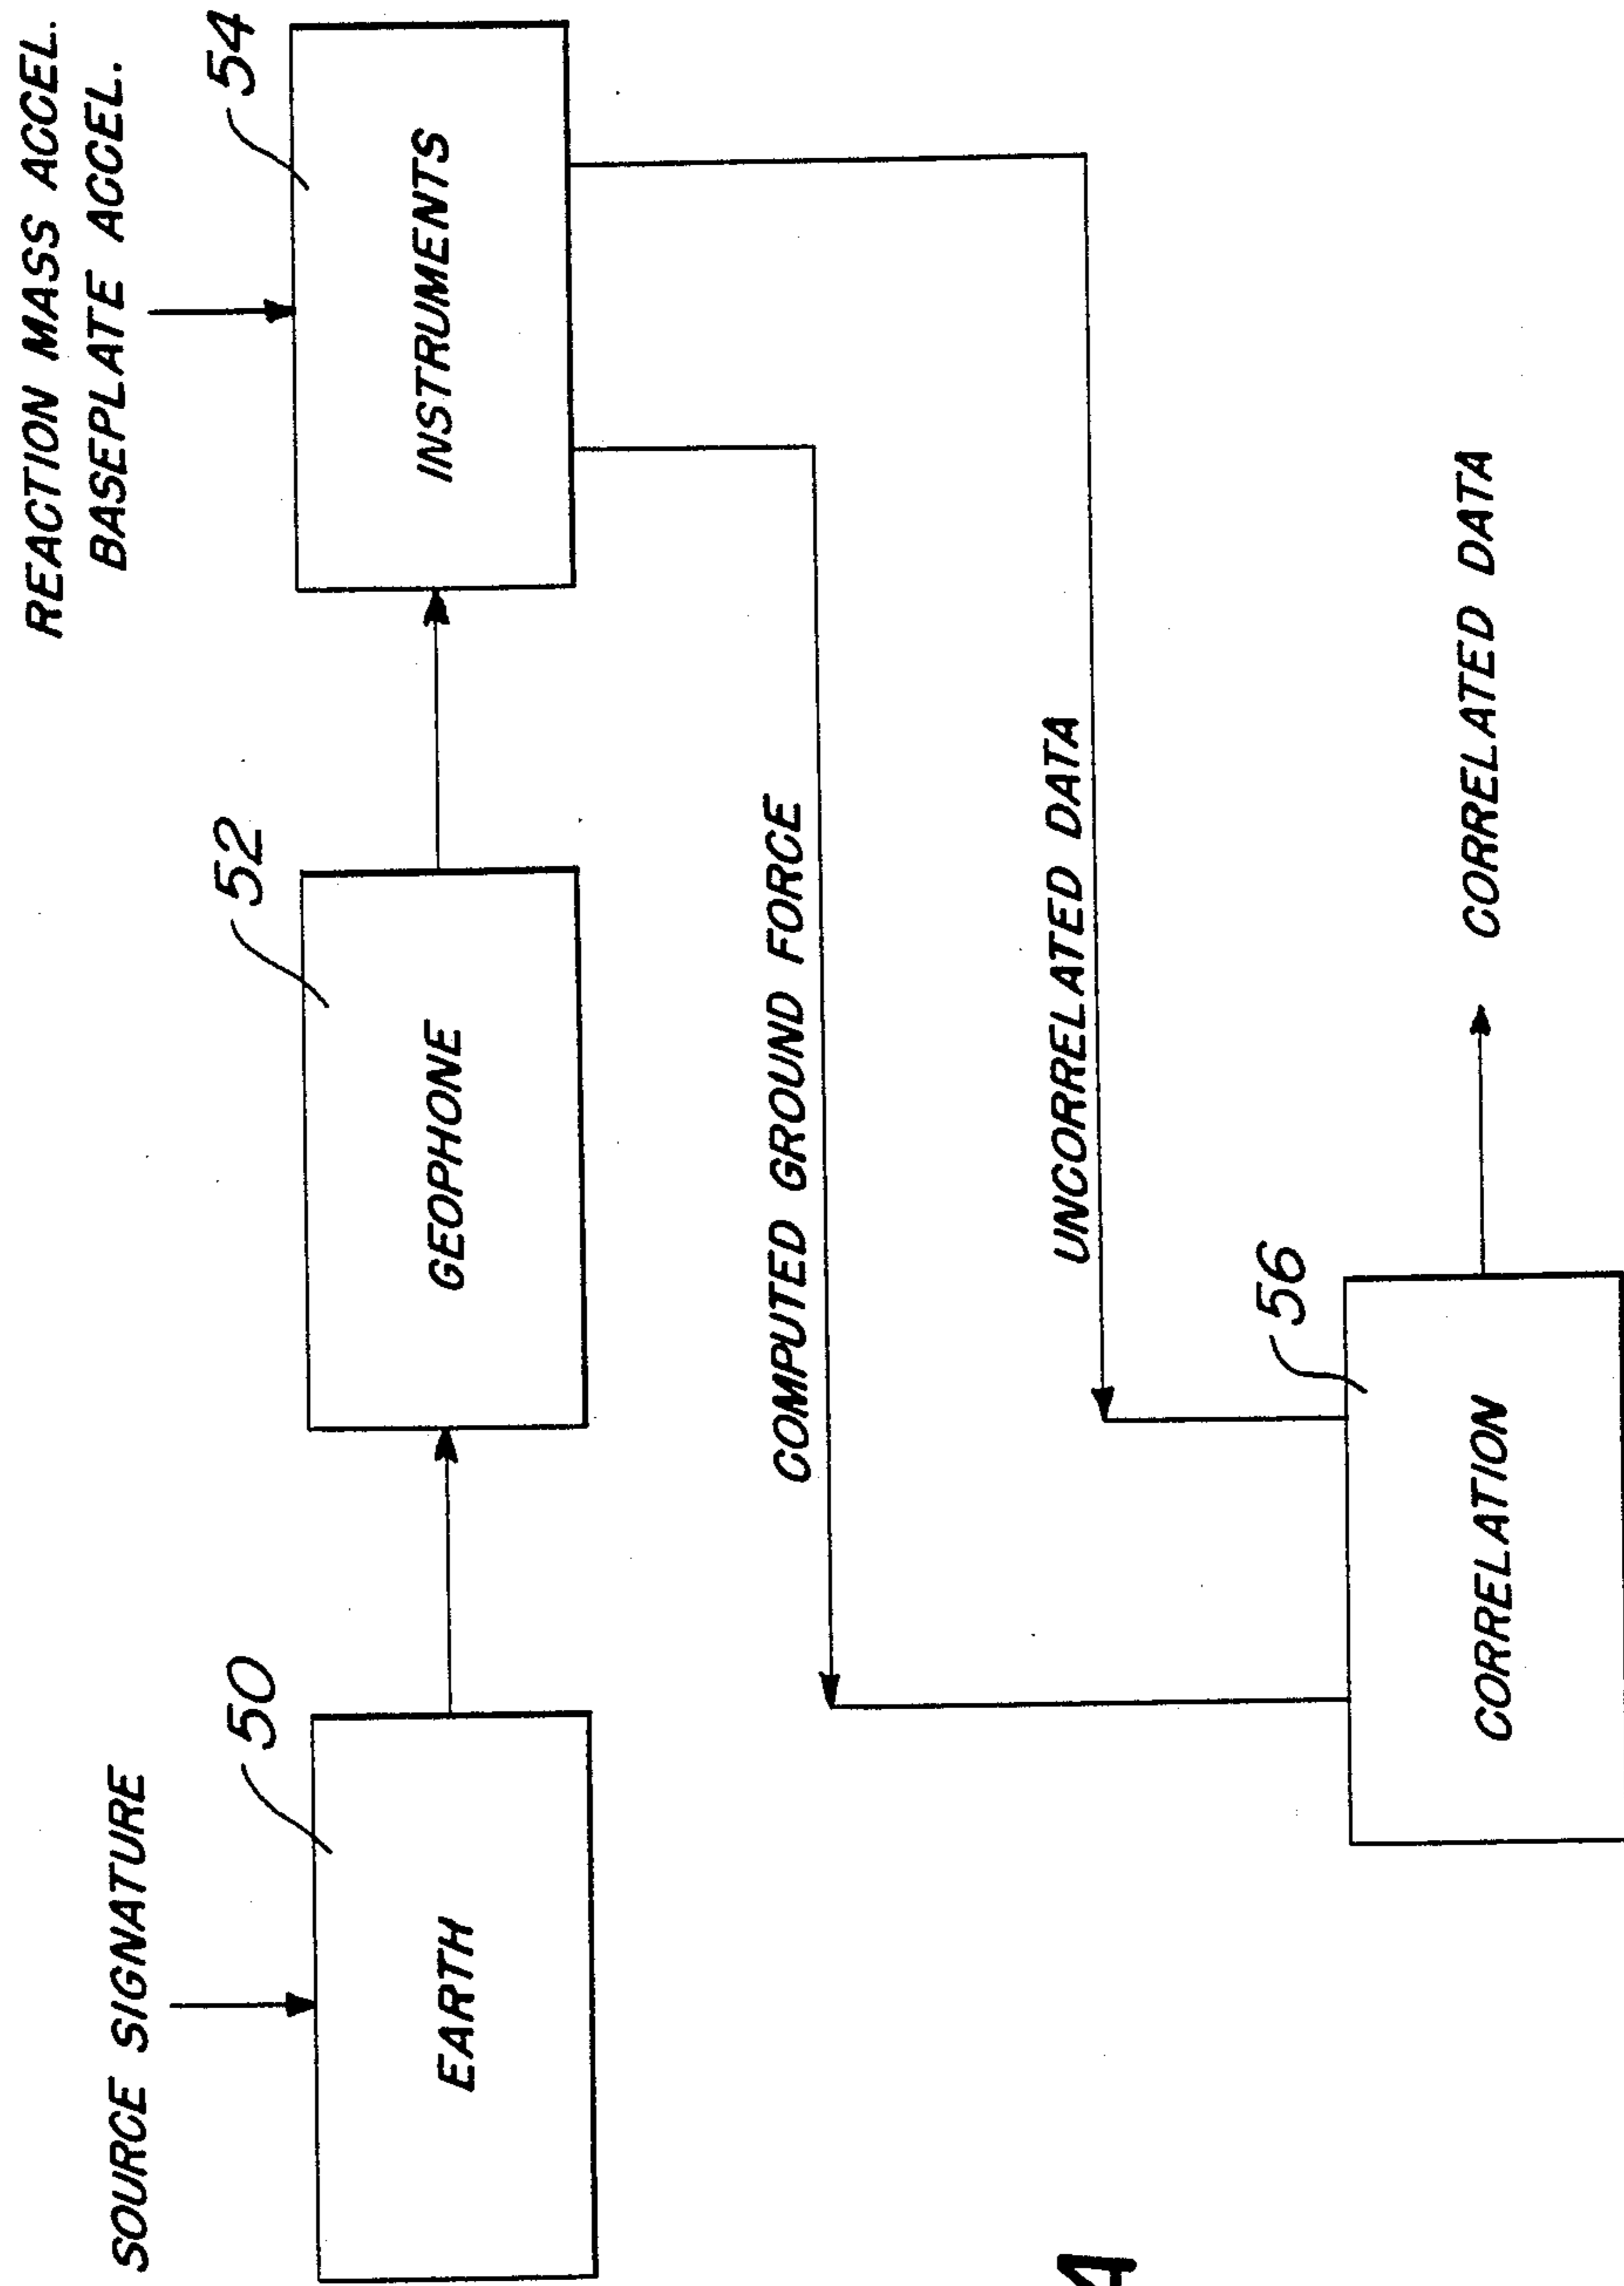 REACTION MASS ACCEL.
BASEPLATE ACCEL.
SOURCE SIGNATURE
50
52
54
EARTH
GEOPHONE
INSTRUMENTS
COMPUTED GROUND FORCE
UNCORRELATED DATA
56
CORRELATION
CORRELATED DATA